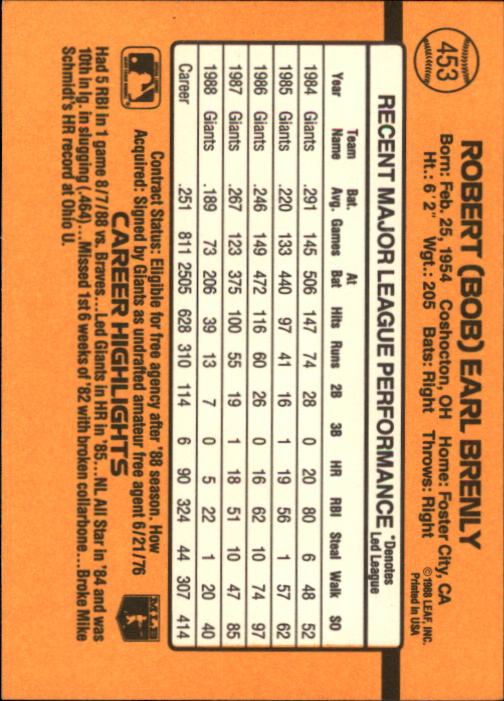 453
ROBERT (BOB) EARL BRENLY
Born: Feb. 25, 1954 Coshocton, OH Home: Foster City, CA
Ht.: 6' 2" Wgt.: 205 Bats: Right Throws: Right
©1988 LEAF, INC.
Printed in USA
RECENT MAJOR LEAGUE PERFORMANCE
*Denotes
Led League
Year Team Name Bat. Avg. Games At Bat Hits Runs 2B 3B HR RBI Steal Walk SO
1984 Giants .291 145 506 147 74 28 0 20 80 6 48 52
1985 Giants .220 133 440 97 41 16 1 19 56 1 57 62
1986 Giants .246 149 472 116 60 26 0 16 62 10 74 97
1987 Giants .267 123 375 100 55 19 1 18 51 10 47 85
1988 Giants .189 73 206 39 13 7 0 5 22 1 20 40
Career .251 811 2505 628 310 114 6 90 324 44 307 414
Contract Status: Eligible for free agency after '88 season. How
Acquired: Signed by Giants as undrafted amateur free agent 6/21/76
MLB
CAREER HIGHLIGHTS
Had 5 RBI in 1 game 8/7/88 vs. Braves...Led Giants in HR in '85...NL All Star in '84 and was
10th in lg. in slugging (.464)...Missed 1st 6 weeks of '82 with broken collarbone...Broke Mike
Schmidt's HR record at Ohio U.